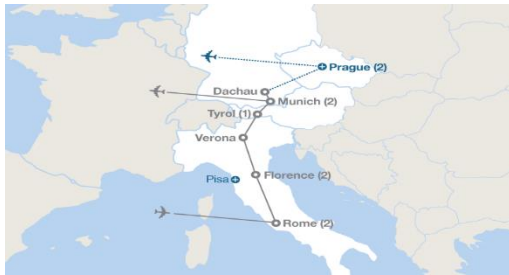 Prague (2)
Dachau
Munich (2)
Tyrol (1)
Verona
Florence (2)
Pisa
Rome (2)